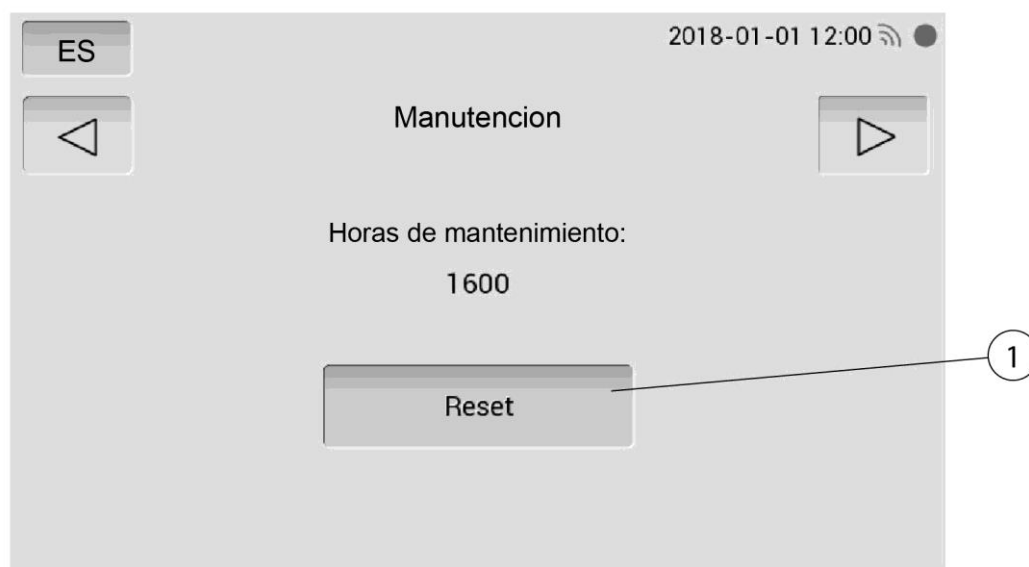 ES
2018-01-01 12:00
Manutencion
Horas de mantenimiento:
1600
Reset
1